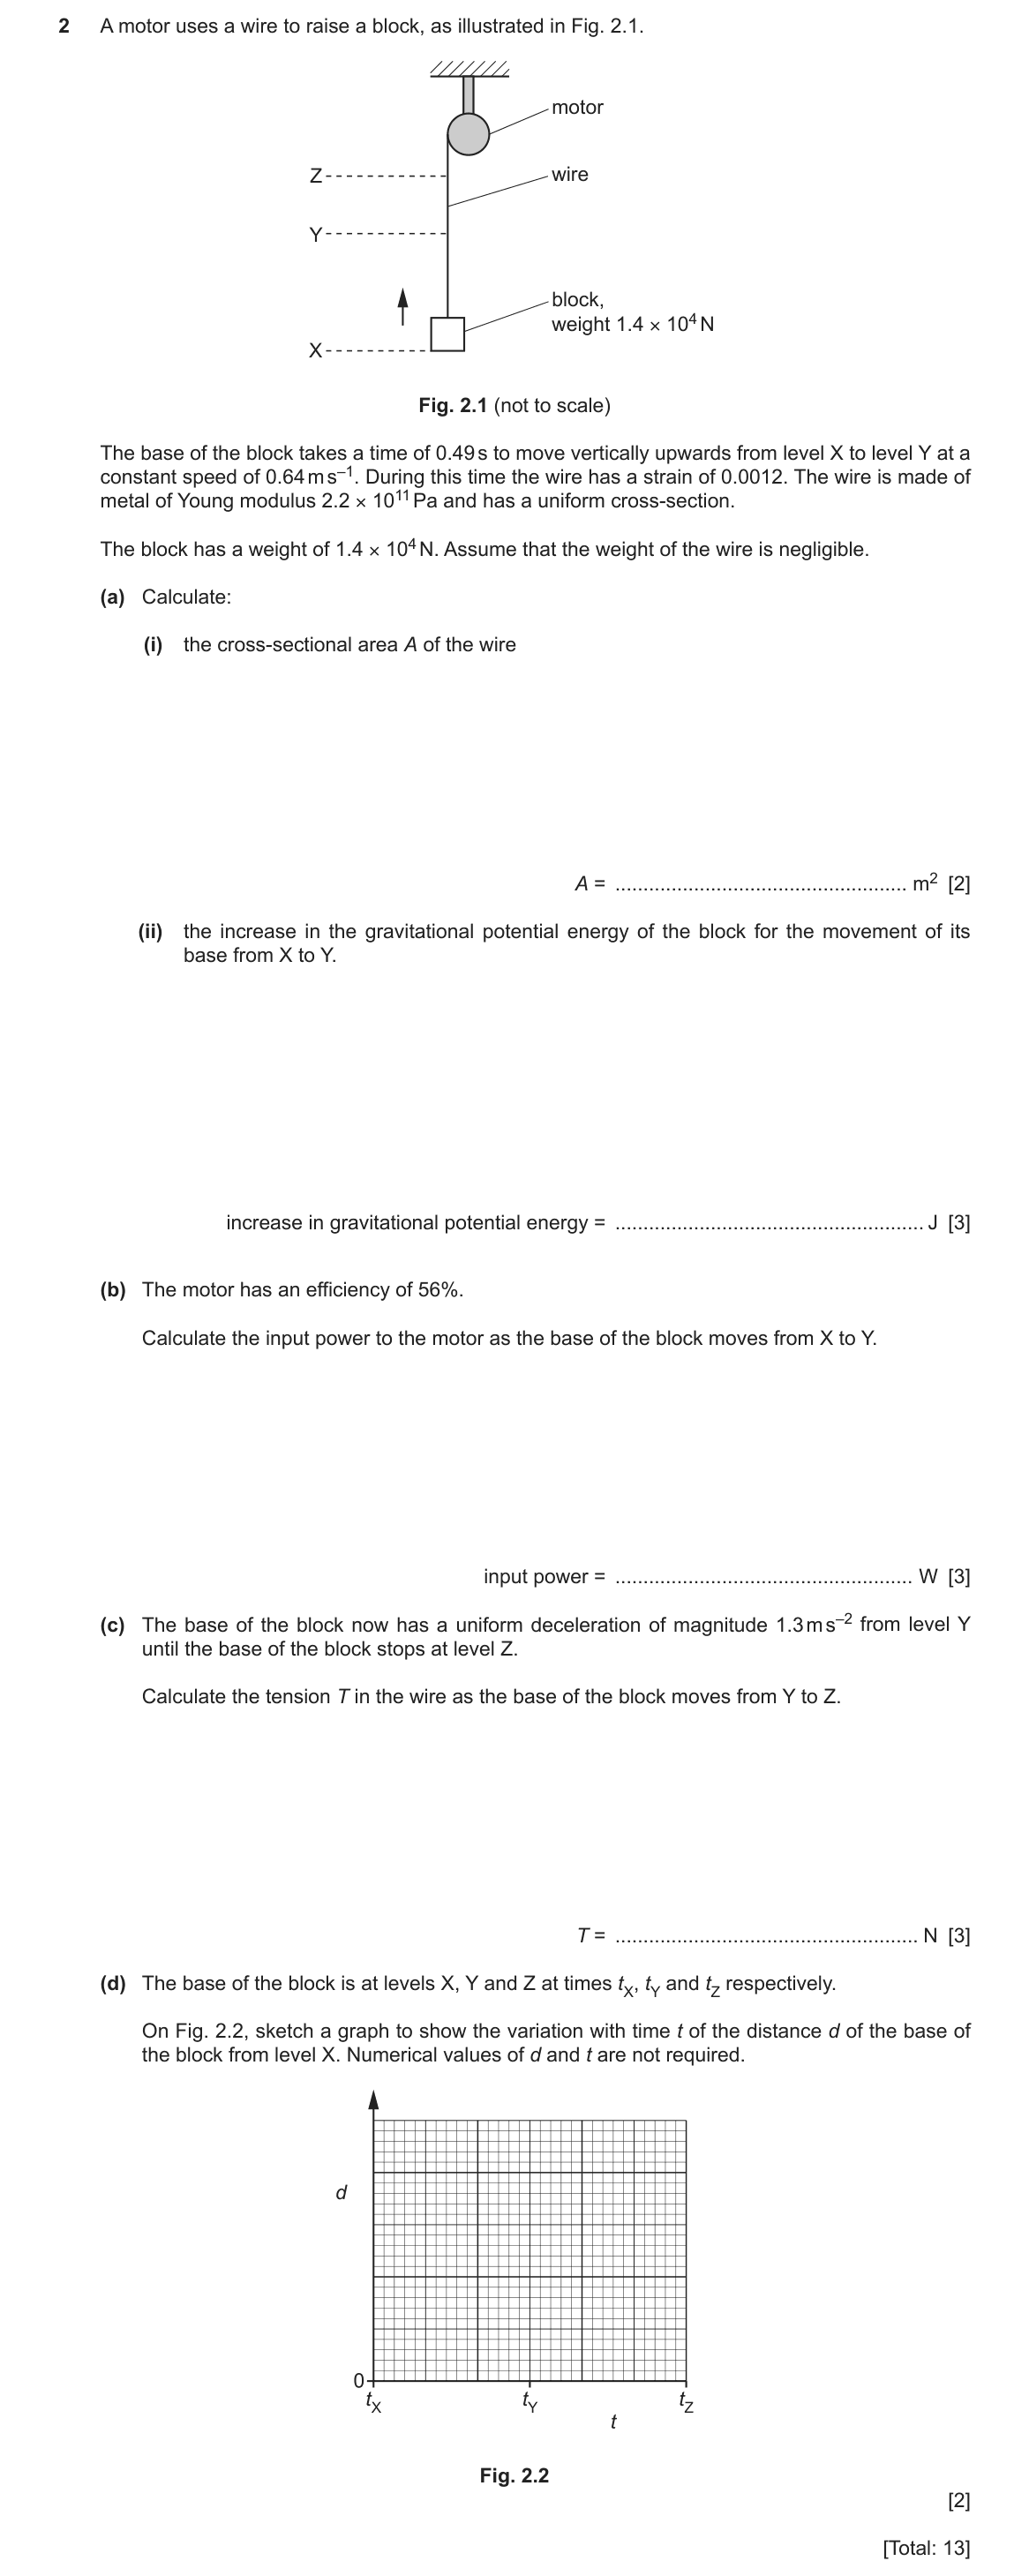 2 A motor uses a wire to raise a block, as illustrated in Fig. 2.1.
motor
Z
wire
Y
block,
weight 1.4 × 10⁴ N
X
Fig. 2.1 (not to scale)
The base of the block takes a time of 0.49 s to move vertically upwards from level X to level Y at a
constant speed of 0.64 m s⁻¹. During this time the wire has a strain of 0.0012. The wire is made of
metal of Young modulus 2.2 × 10¹¹ Pa and has a uniform cross-section.
The block has a weight of 1.4 × 10⁴ N. Assume that the weight of the wire is negligible.
(a) Calculate:
(i) the cross-sectional area A of the wire
A = .................................................... m² [2]
(ii) the increase in the gravitational potential energy of the block for the movement of its
base from X to Y.
increase in gravitational potential energy = ....................................................... J [3]
(b) The motor has an efficiency of 56%.
Calculate the input power to the motor as the base of the block moves from X to Y.
input power = ..................................................... W [3]
(c) The base of the block now has a uniform deceleration of magnitude 1.3 m s⁻² from level Y
until the base of the block stops at level Z.
Calculate the tension T in the wire as the base of the block moves from Y to Z.
T = ...................................................... N [3]
(d) The base of the block is at levels X, Y and Z at times tX, tY and tZ respectively.
On Fig. 2.2, sketch a graph to show the variation with time t of the distance d of the base of
the block from level X. Numerical values of d and t are not required.
d
0
tX tY tZ
t
Fig. 2.2
[2]
[Total: 13]